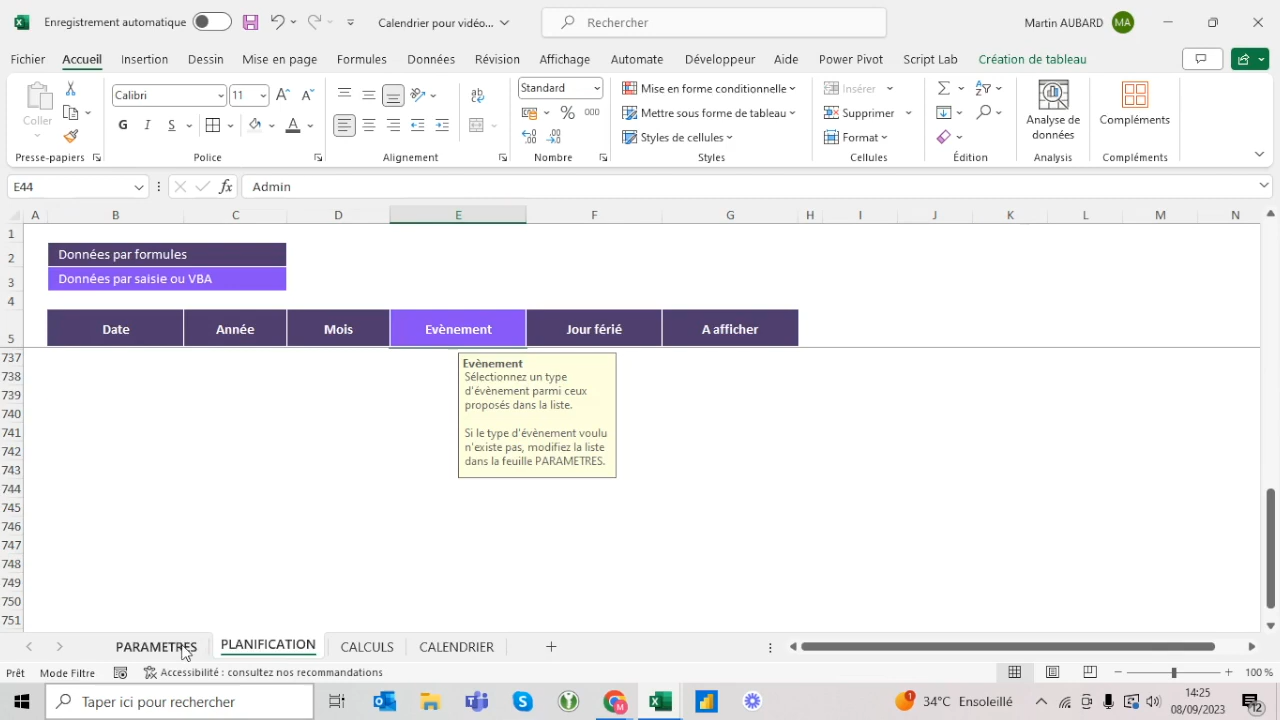 Enregistrement automatique
Calendrier pour vidéo...
Rechercher
Martin AUBARD
MA
Fichier
Accueil
Insertion
Dessin
Mise en page
Formules
Données
Révision
Affichage
Automate
Développeur
Aide
Power Pivot
Script Lab
Création de tableau
Coller
Presse-papiers
Calibri
11
G I S
Police
Alignement
Standard
% 000
Nombre
Mise en forme conditionnelle
Mettre sous forme de tableau
Styles de cellules
Styles
Insérer
Supprimer
Format
Cellules
Édition
Analyse de
données
Analysis
Compléments
Compléments
E44
fx
Admin
A B C D E F G H I J K L M N
1
2
Données par formules
3
Données par saisie ou VBA
4
5
Date
Année
Mois
Evènement
Jour férié
A afficher
737
738
739
740
741
742
743
744
745
746
747
748
749
750
751
Evènement
Sélectionnez un type
d'évènement parmi ceux
proposés dans la liste.
Si le type d'évènement voulu
n'existe pas, modifiez la liste
dans la feuille PARAMETRES.
PARAMETRES
PLANIFICATION
CALCULS
CALENDRIER
Prêt
Mode Filtre
Accessibilité : consultez nos recommandations
100 %
Taper ici pour rechercher
34°C Ensoleillé
14:25
08/09/2023